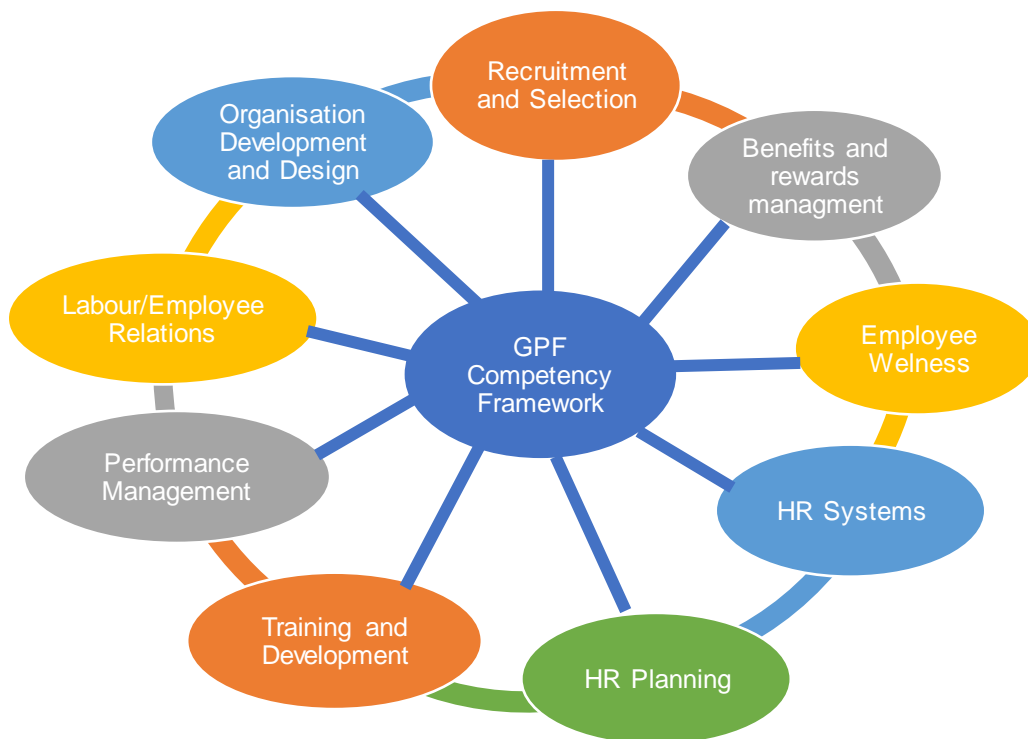 Recruitment
and Selection
Organisation
Development
and Design
Benefits and
rewards
managment
Labour/Employee
Relations
GPF
Competency
Framework
Employee
Welness
Performance
Management
HR Systems
Training and
Development
HR Planning